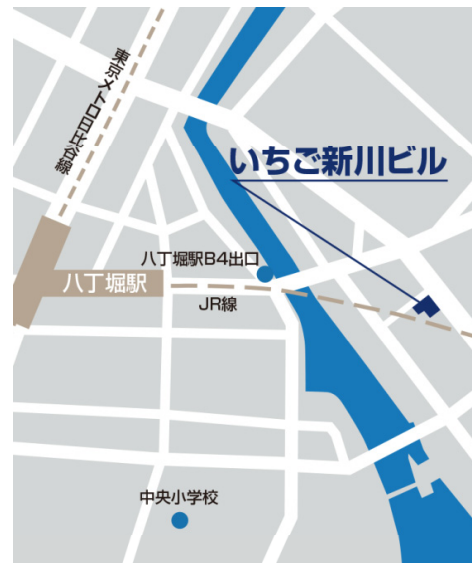 東京メトロ日比谷線
いちご新川ビル
八丁堀駅B4出口
八丁堀駅
JR線
中央小学校